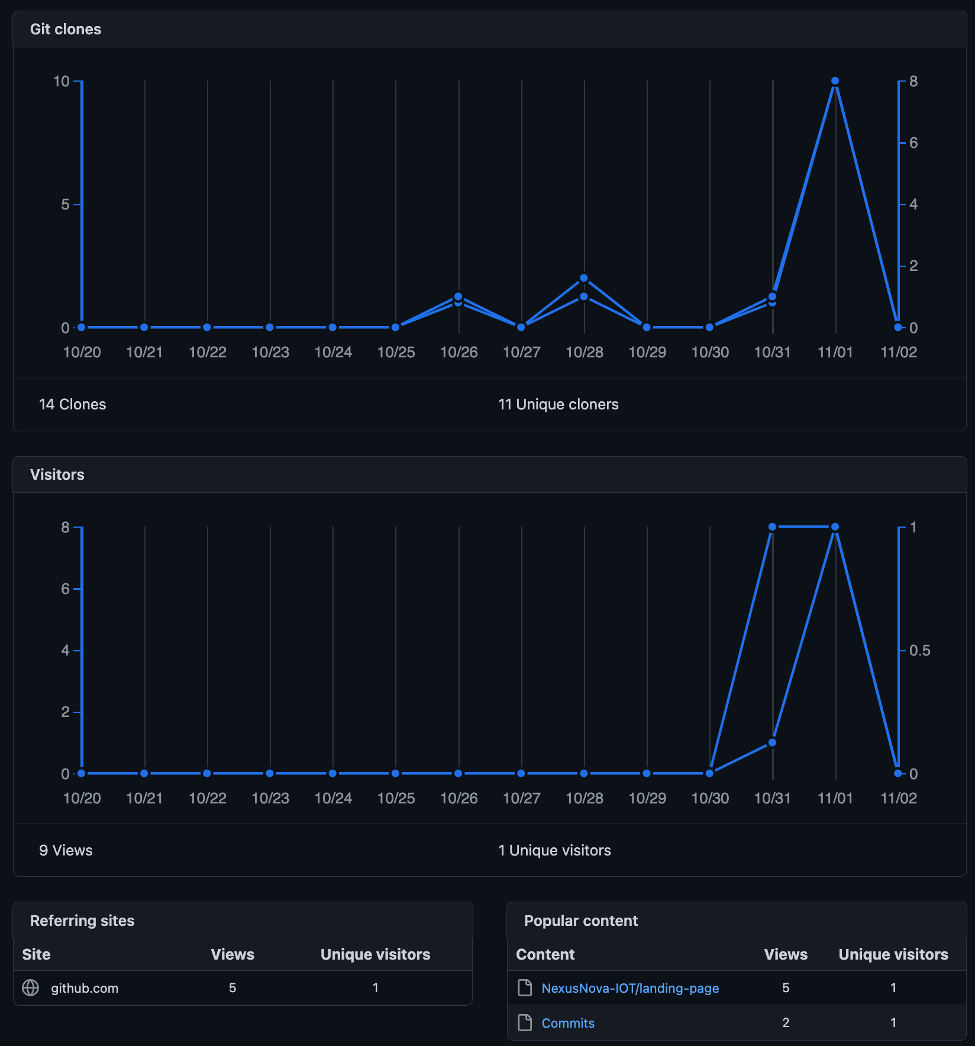 Git clones
10 8
6
5 4
2
0 0
10/20 10/21 10/22 10/23 10/24 10/25 10/26 10/27 10/28 10/29 10/30 10/31 11/01 11/02
14 Clones 11 Unique cloners
Visitors
8 1
6
4 0.5
2
0 0
10/20 10/21 10/22 10/23 10/24 10/25 10/26 10/27 10/28 10/29 10/30 10/31 11/01 11/02
9 Views 1 Unique visitors
Referring sites
Site Views Unique visitors
github.com 5 1
Popular content
Content Views Unique visitors
NexusNova-IOT/landing-page 5 1
Commits 2 1